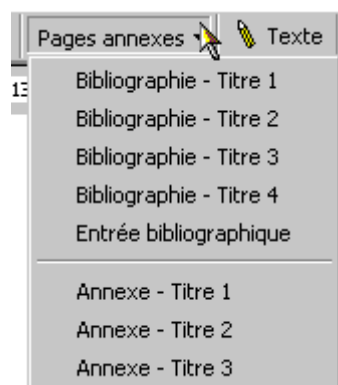 Pages annexes Texte
13
Bibliographie - Titre 1
Bibliographie - Titre 2
Bibliographie - Titre 3
Bibliographie - Titre 4
Entrée bibliographique
Annexe - Titre 1
Annexe - Titre 2
Annexe - Titre 3